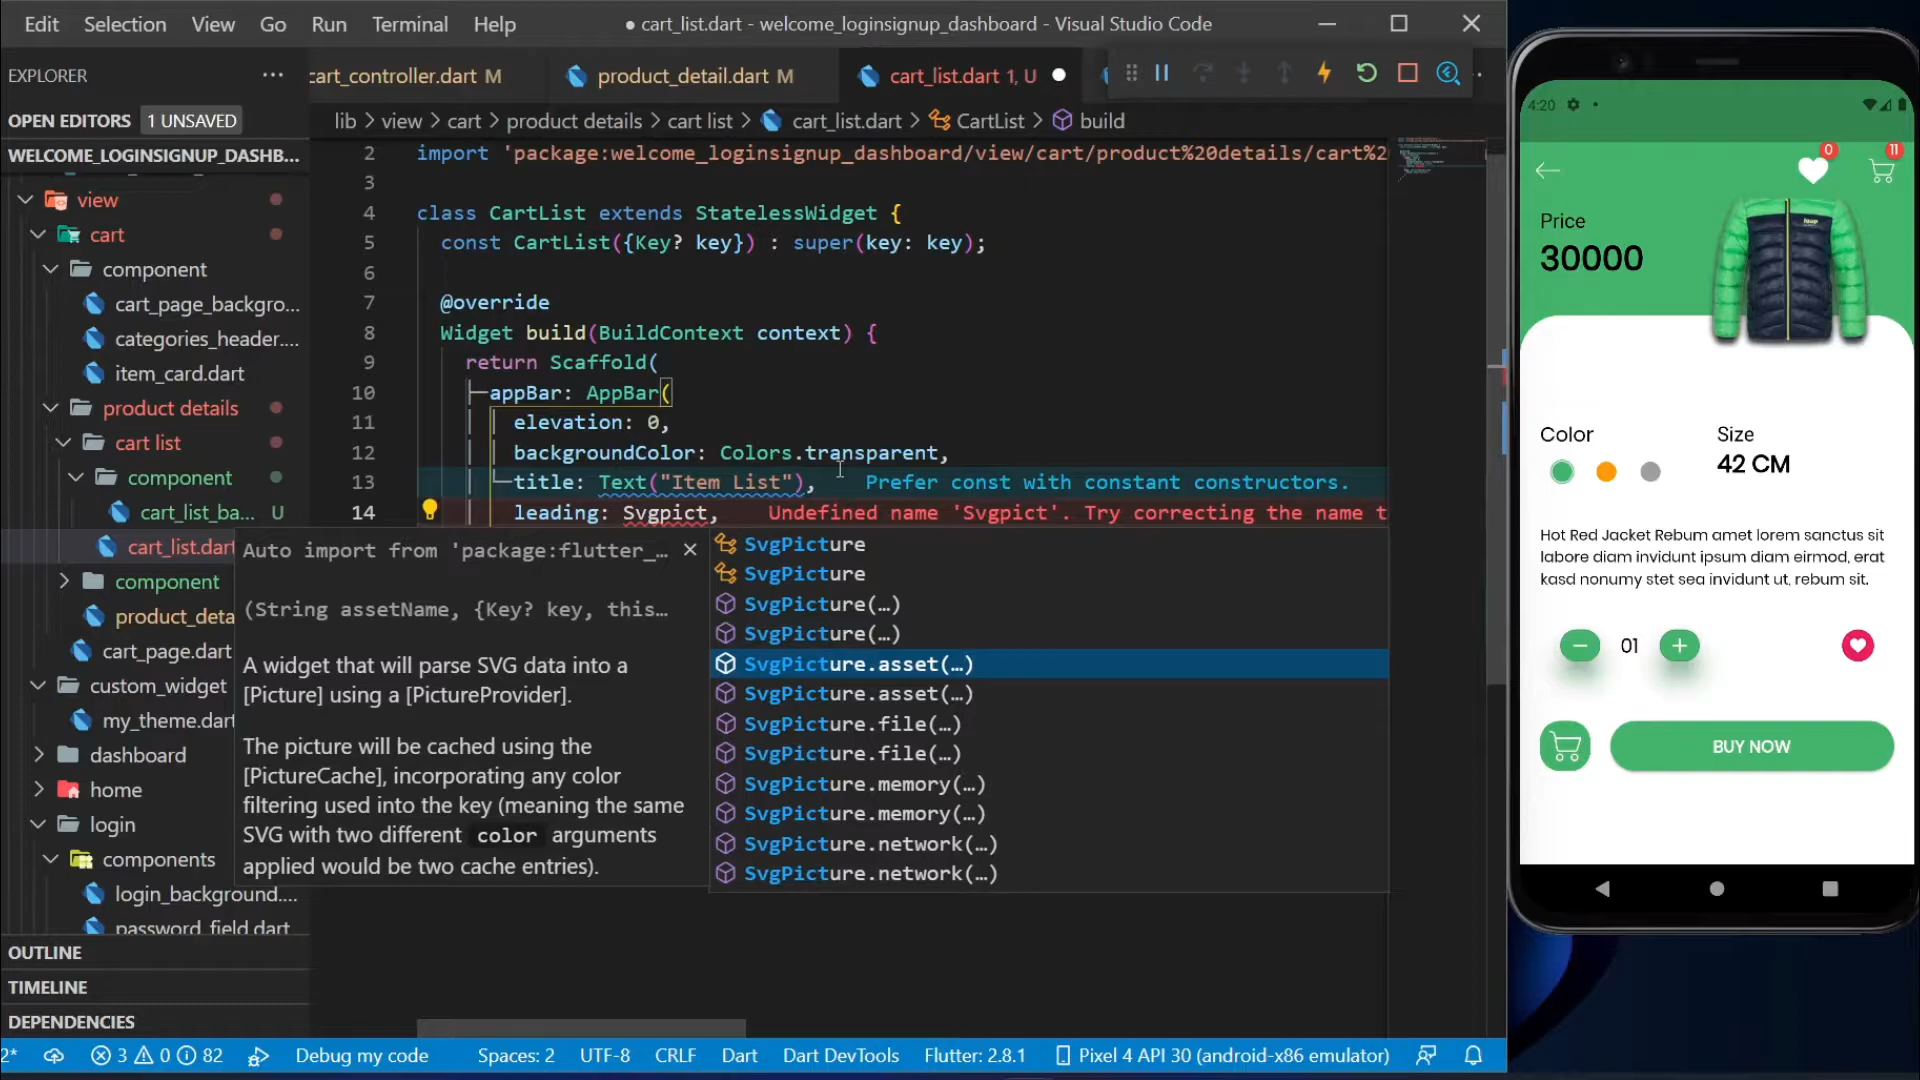 Edit Selection View Go Run Terminal Help
● cart_list.dart - welcome_loginsignup_dashboard - Visual Studio Code
EXPLORER
cart_controller.dart M
product_detail.dart M
cart_list.dart 1, U
OPEN EDITORS 1 UNSAVED
lib > view > cart > product details > cart list > cart_list.dart > CartList > build
WELCOME_LOGINSIGNUP_DASHB...
view
cart
component
cart_page_backgro...
categories_header....
item_card.dart
product details
cart list
component
cart_list_ba... U
cart_list.dart
component
product_deta
cart_page.dart
custom_widget
my_theme.dart
dashboard
home
login
components
login_background....
password_field.dart
OUTLINE
TIMELINE
DEPENDENCIES
2 import 'package:welcome_loginsignup_dashboard/view/cart/product%20details/cart%2
3
4 class CartList extends StatelessWidget {
5 const CartList({Key? key}) : super(key: key);
6
7 @override
8 Widget build(BuildContext context) {
9 return Scaffold(
10 appBar: AppBar(
11 elevation: 0,
12 backgroundColor: Colors.transparent,
13 title: Text("Item List"), Prefer const with constant constructors.
14 leading: Svgpict, Undefined name 'Svgpict'. Try correcting the name t
Auto import from 'package:flutter_…
(String assetName, {Key? key, this…
A widget that will parse SVG data into a
[Picture] using a [PictureProvider].
The picture will be cached using the
[PictureCache], incorporating any color
filtering used into the key (meaning the same
SVG with two different color arguments
applied would be two cache entries).
SvgPicture
SvgPicture
SvgPicture(…)
SvgPicture(…)
SvgPicture.asset(…)
SvgPicture.asset(…)
SvgPicture.file(…)
SvgPicture.file(…)
SvgPicture.memory(…)
SvgPicture.memory(…)
SvgPicture.network(…)
SvgPicture.network(…)
2* 3 0 82 Debug my code Spaces: 2 UTF-8 CRLF Dart Dart DevTools Flutter: 2.8.1 Pixel 4 API 30 (android-x86 emulator)
4:20
0
11
Price
30000
Color
Size
42 CM
Hot Red Jacket Rebum amet lorem sanctus sit
labore diam invidunt ipsum diam eirmod, erat
kasd nonumy stet sea invidunt ut, rebum sit.
01
BUY NOW